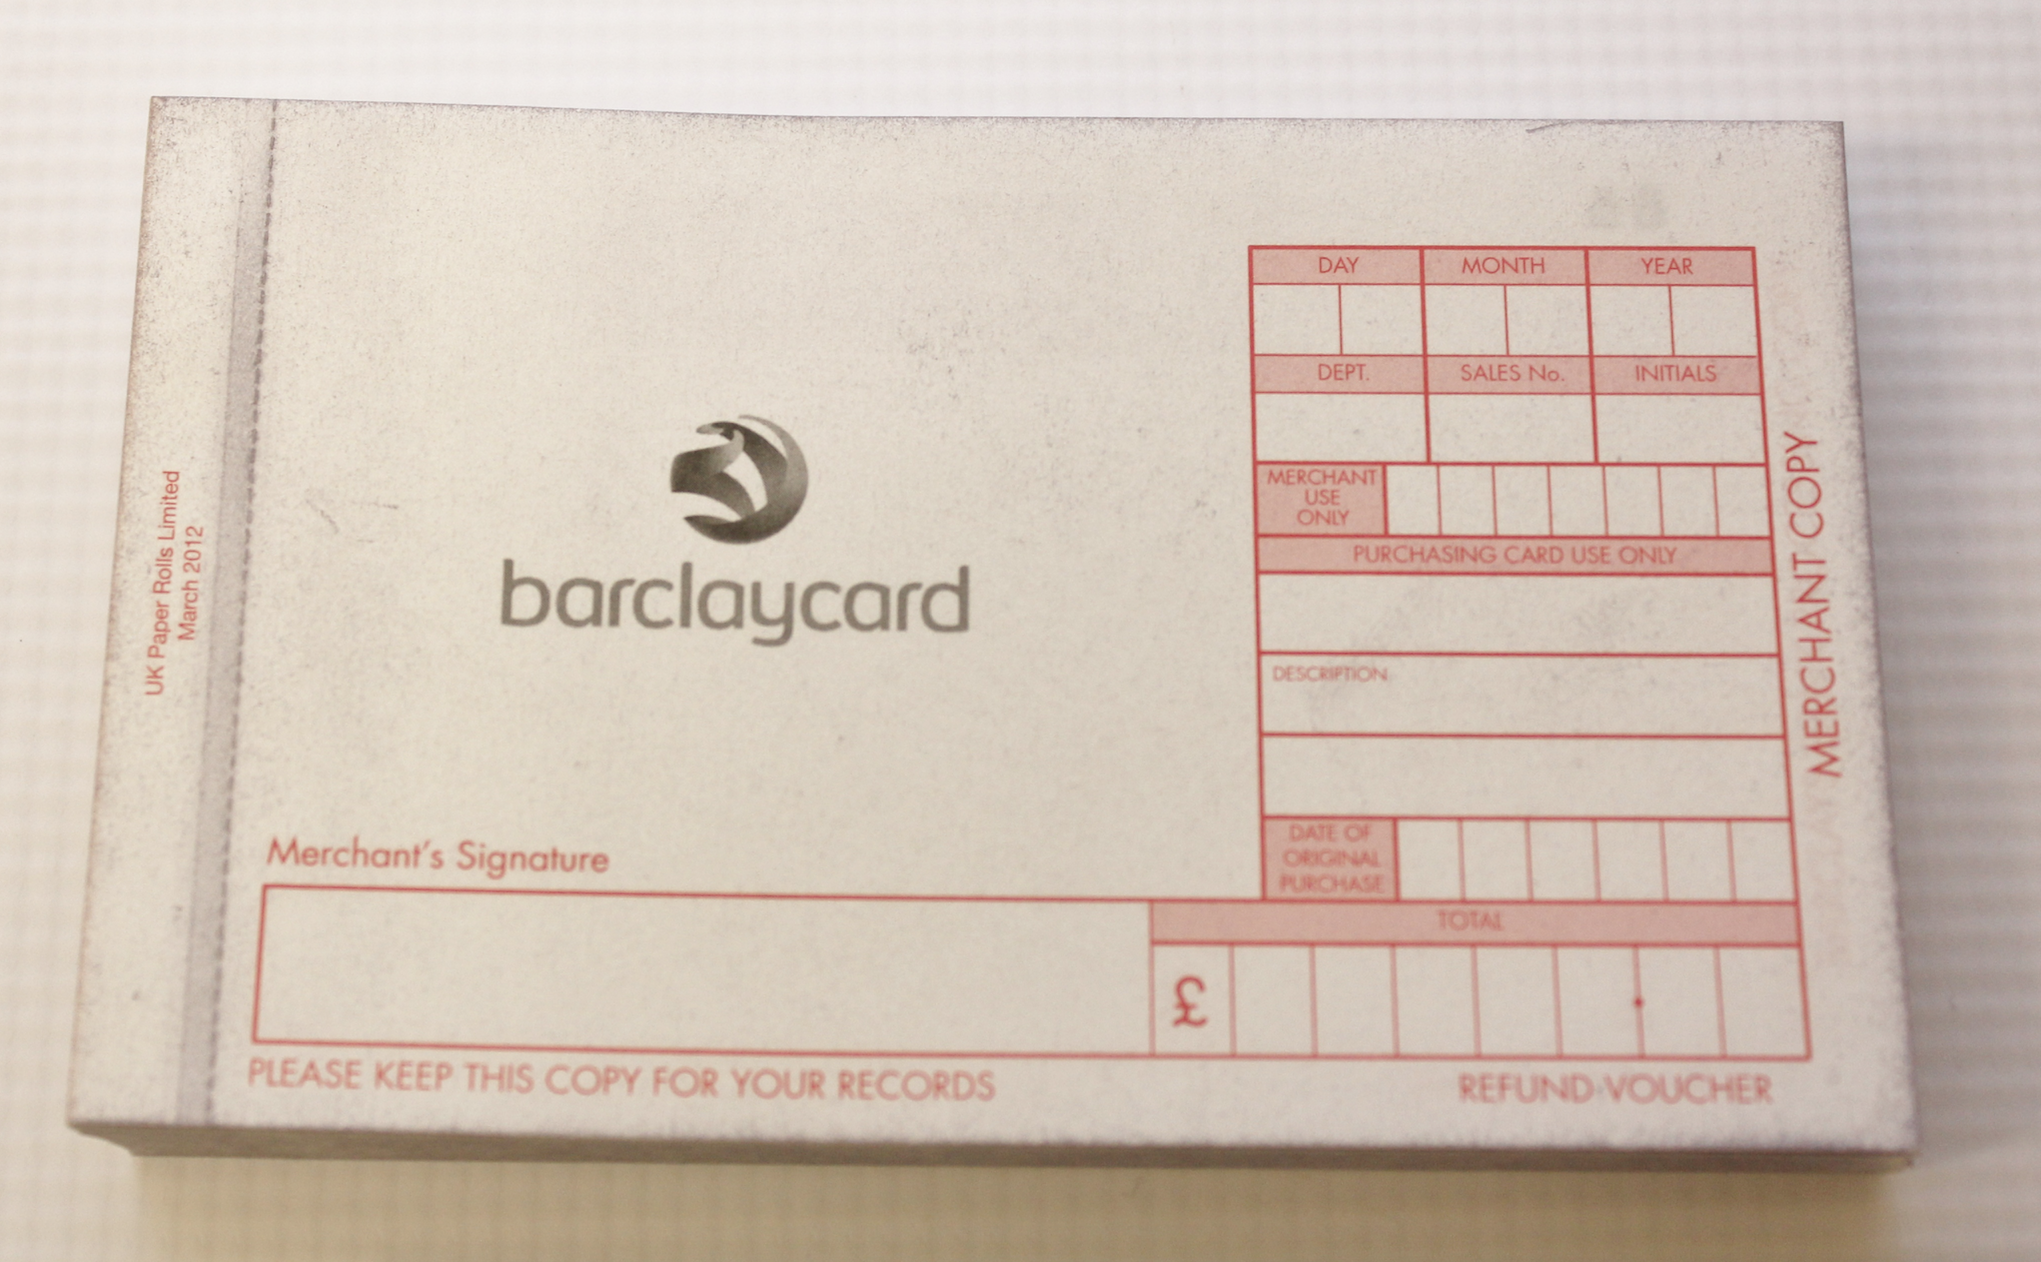 UK Paper Rolls Limited
March 2012
barclaycard
DAY MONTH YEAR
DEPT. SALES No. INITIALS
MERCHANT
USE
ONLY
PURCHASING CARD USE ONLY
DESCRIPTION
DATE OF
ORIGINAL
PURCHASE
MERCHANT COPY
Merchant's Signature
TOTAL
£ .
PLEASE KEEP THIS COPY FOR YOUR RECORDS
REFUND VOUCHER